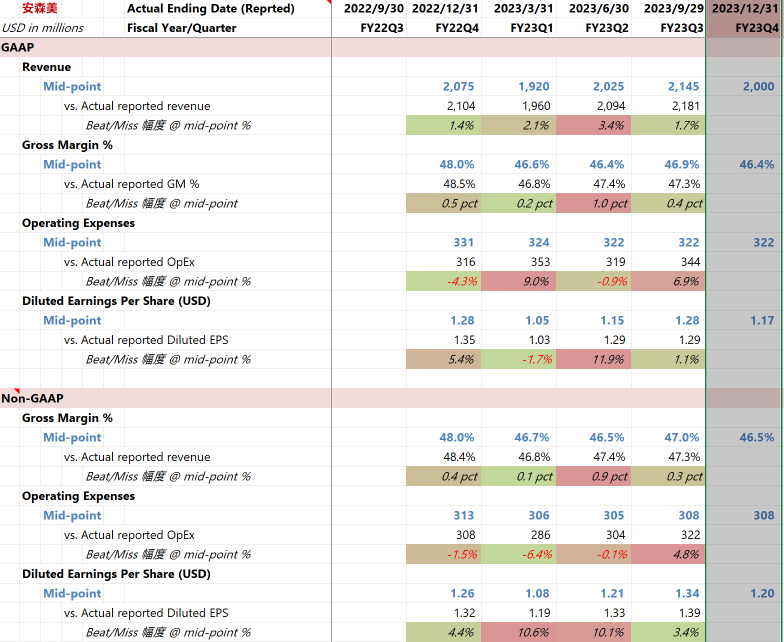 安森美 Actual Ending Date (Reprted) 2022/9/30 2022/12/31 2023/3/31 2023/6/30 2023/9/29 2023/12/31
USD in millions Fiscal Year/Quarter FY22Q3 FY22Q4 FY23Q1 FY23Q2 FY23Q3 FY23Q4
GAAP
Revenue
Mid-point 2,075 1,920 2,025 2,145 2,000
vs. Actual reported revenue 2,104 1,960 2,094 2,181
Beat/Miss 幅度 @ mid-point % 1.4% 2.1% 3.4% 1.7%
Gross Margin %
Mid-point 48.0% 46.6% 46.4% 46.9% 46.4%
vs. Actual reported GM % 48.5% 46.8% 47.4% 47.3%
Beat/Miss 幅度 @ mid-point 0.5 pct 0.2 pct 1.0 pct 0.4 pct
Operating Expenses
Mid-point 331 324 322 322 322
vs. Actual reported OpEx 316 353 319 344
Beat/Miss 幅度 @ mid-point % -4.3% 9.0% -0.9% 6.9%
Diluted Earnings Per Share (USD)
Mid-point 1.28 1.05 1.15 1.28 1.17
vs. Actual reported Diluted EPS 1.35 1.03 1.29 1.29
Beat/Miss 幅度 @ mid-point % 5.4% -1.7% 11.9% 1.1%
Non-GAAP
Gross Margin %
Mid-point 48.0% 46.7% 46.5% 47.0% 46.5%
vs. Actual reported revenue 48.4% 46.8% 47.4% 47.3%
Beat/Miss 幅度 @ mid-point % 0.4 pct 0.1 pct 0.9 pct 0.3 pct
Operating Expenses
Mid-point 313 306 305 308 308
vs. Actual reported OpEx 308 286 304 322
Beat/Miss 幅度 @ mid-point % -1.5% -6.4% -0.1% 4.8%
Diluted Earnings Per Share (USD)
Mid-point 1.26 1.08 1.21 1.34 1.20
vs. Actual reported Diluted EPS 1.32 1.19 1.33 1.39
Beat/Miss 幅度 @ mid-point % 4.4% 10.6% 10.1% 3.4%